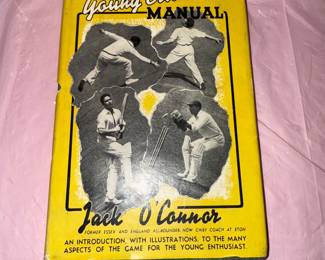 Young
MANUAL
Jack O'Connor
FORMER ESSEX AND ENGLAND ALL-ROUNDER, NOW CHIEF COACH AT ETON
AN INTRODUCTION, WITH ILLUSTRATIONS, TO THE MANY
ASPECTS OF THE GAME FOR THE YOUNG ENTHUSIAST.